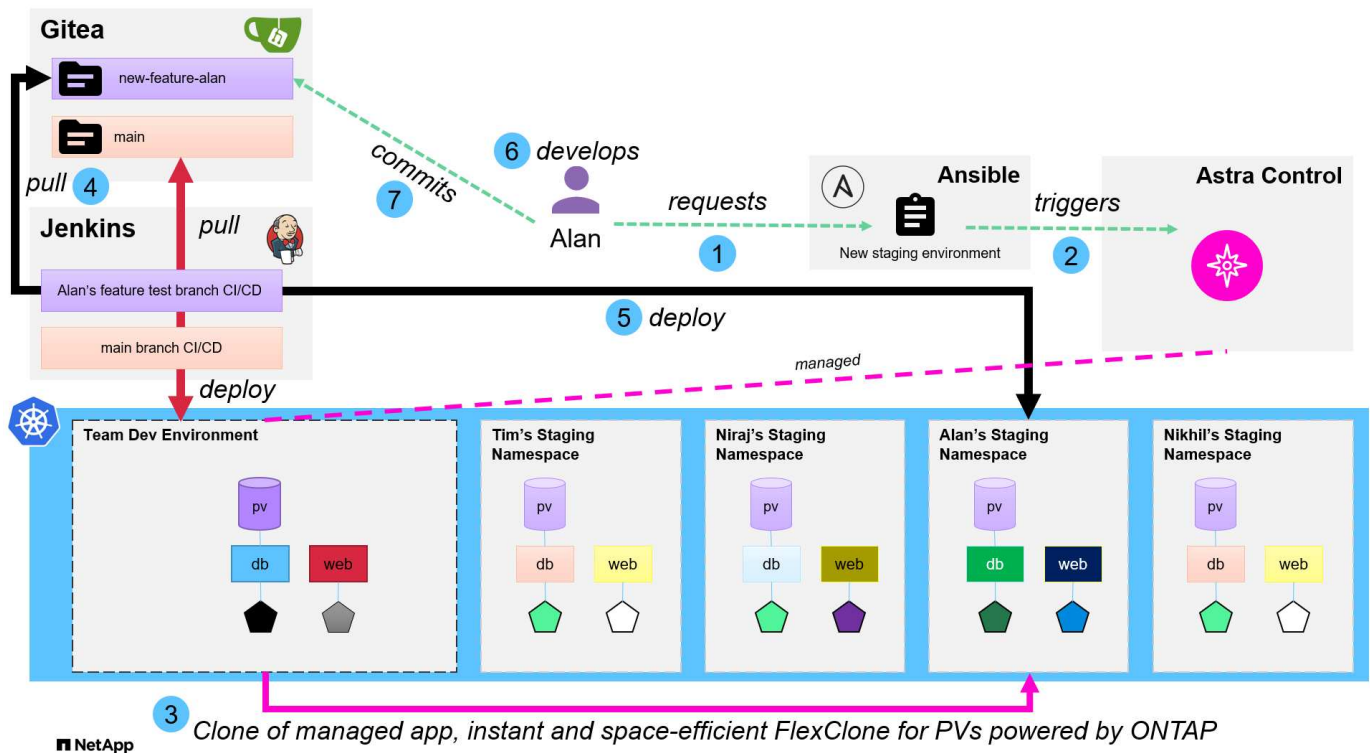 Gitea
new-feature-alan
main
pull
4
Jenkins
pull
Alan's feature test branch CI/CD
main branch CI/CD
deploy
commits
7
6
develops
Alan
requests
1
Ansible
New staging environment
triggers
2
Astra Control
5
deploy
managed
Team Dev Environment
pv
db
web
Tim's Staging
Namespace
pv
db
web
Niraj's Staging
Namespace
pv
db
web
Alan's Staging
Namespace
pv
db
web
Nikhil's Staging
Namespace
pv
db
web
3
Clone of managed app, instant and space-efficient FlexClone for PVs powered by ONTAP
NetApp